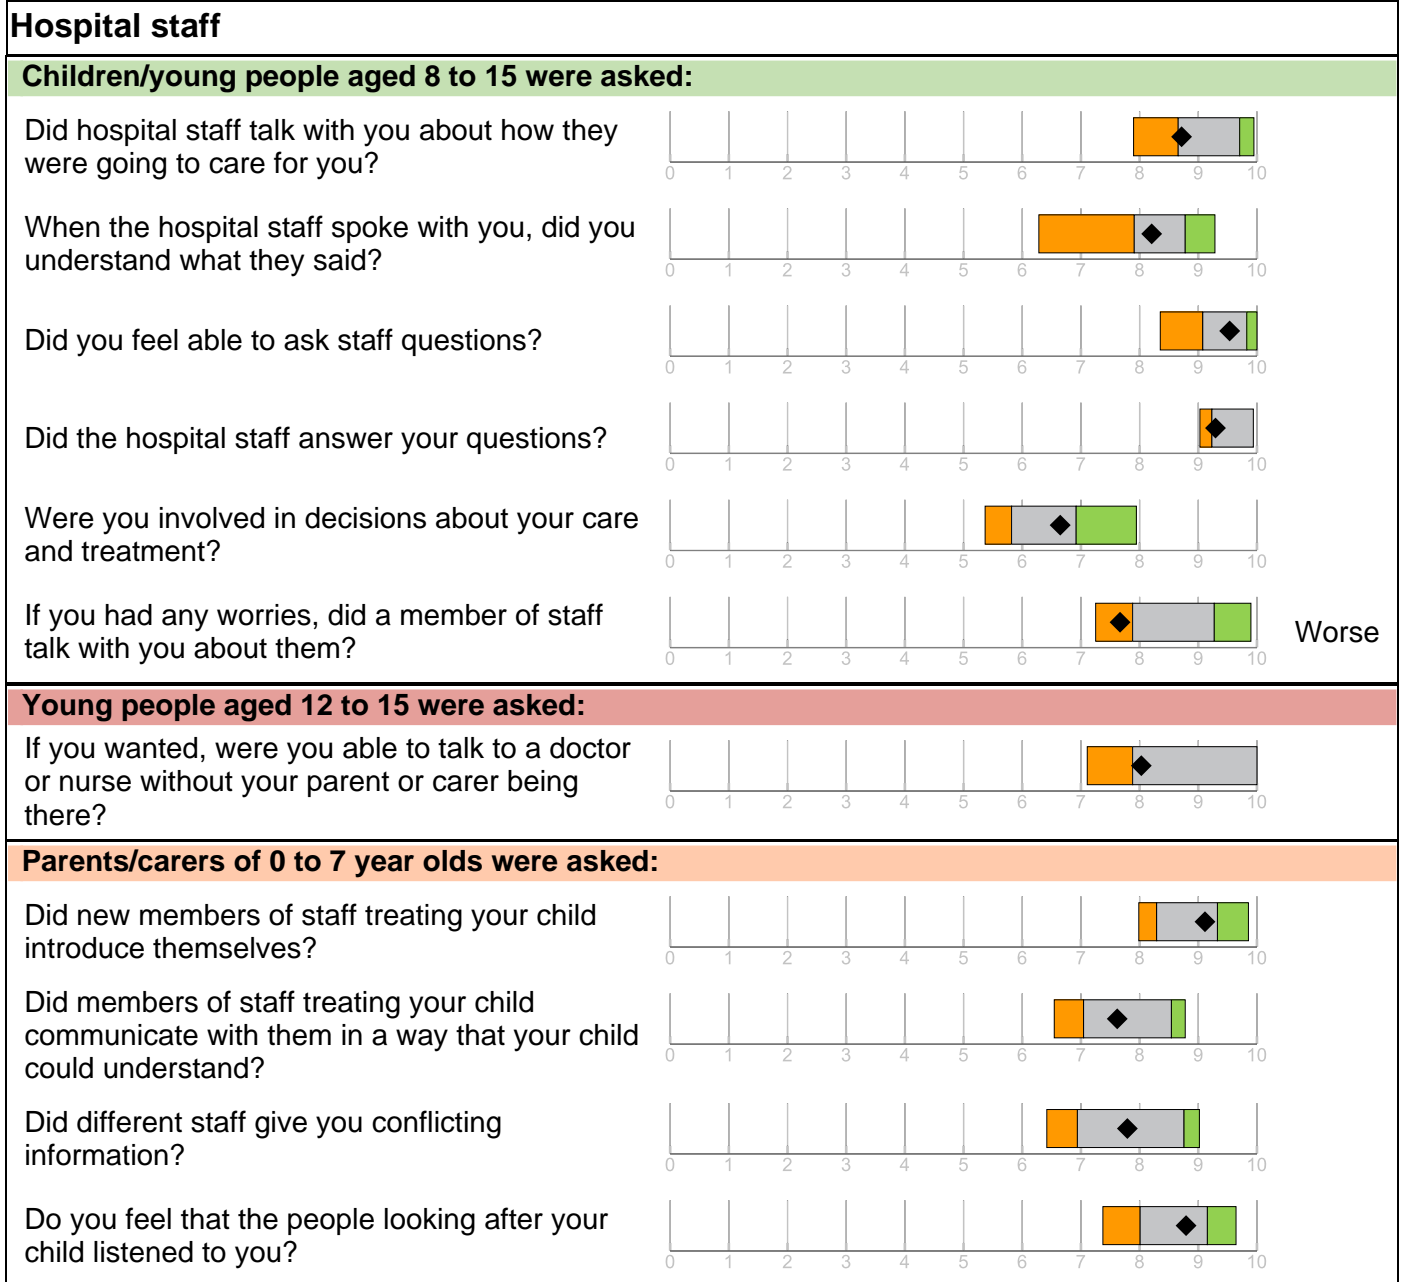 Hospital staff
Children/young people aged 8 to 15 were asked:
Did hospital staff talk with you about how they
were going to care for you?
0 1 2 3 4 5 6 7 8 9 10
When the hospital staff spoke with you, did you
understand what they said?
0 1 2 3 4 5 6 7 8 9 10
Did you feel able to ask staff questions?
0 1 2 3 4 5 6 7 8 9 10
Did the hospital staff answer your questions?
0 1 2 3 4 5 6 7 8 9 10
Were you involved in decisions about your care
and treatment?
0 1 2 3 4 5 6 7 8 9 10
If you had any worries, did a member of staff
talk with you about them?
Worse
0 1 2 3 4 5 6 7 8 9 10
Young people aged 12 to 15 were asked:
If you wanted, were you able to talk to a doctor
or nurse without your parent or carer being
there?
0 1 2 3 4 5 6 7 8 9 10
Parents/carers of 0 to 7 year olds were asked:
Did new members of staff treating your child
introduce themselves?
0 1 2 3 4 5 6 7 8 9 10
Did members of staff treating your child
communicate with them in a way that your child
could understand?
0 1 2 3 4 5 6 7 8 9 10
Did different staff give you conflicting
information?
0 1 2 3 4 5 6 7 8 9 10
Do you feel that the people looking after your
child listened to you?
0 1 2 3 4 5 6 7 8 9 10